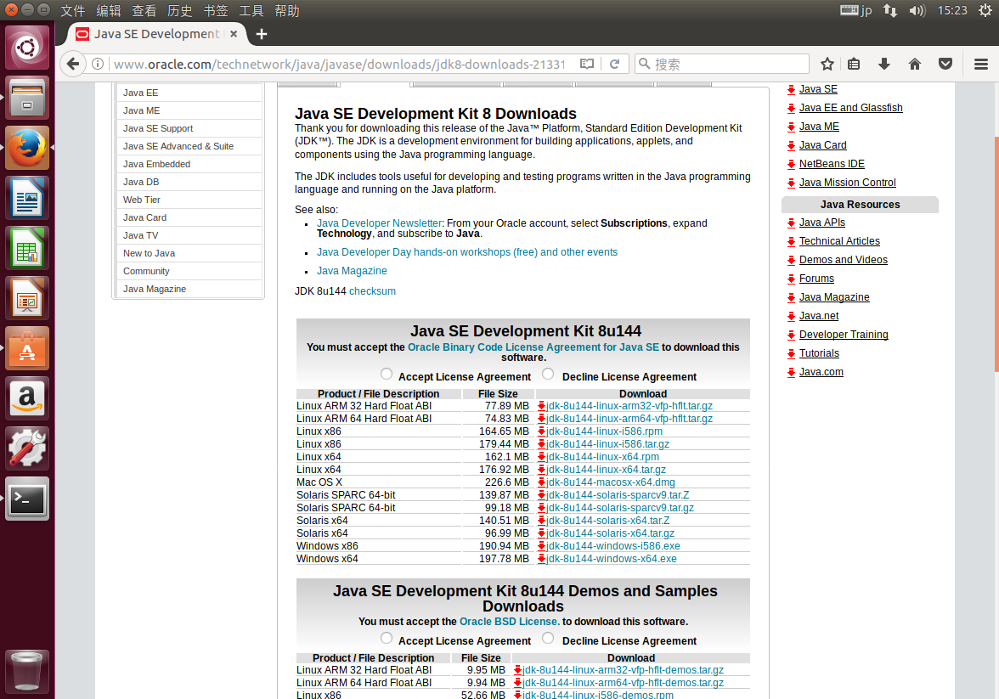 文件 编辑 查看 历史 书签 工具 帮助
jp
15:23
Java SE Development
www.oracle.com/technetwork/java/javase/downloads/jdk8-downloads-21331
搜索
Java EE
Java ME
Java SE Support
Java SE Advanced & Suite
Java Embedded
Java DB
Web Tier
Java Card
Java TV
New to Java
Community
Java Magazine
Java SE Development Kit 8 Downloads
Thank you for downloading this release of the Java™ Platform, Standard Edition Development Kit
(JDK™). The JDK is a development environment for building applications, applets, and
components using the Java programming language.
The JDK includes tools useful for developing and testing programs written in the Java programming
language and running on the Java platform.
See also:
Java Developer Newsletter: From your Oracle account, select Subscriptions, expand
Technology, and subscribe to Java.
Java Developer Day hands-on workshops (free) and other events
Java Magazine
JDK 8u144 checksum
Java SE Development Kit 8u144
You must accept the Oracle Binary Code License Agreement for Java SE to download this
software.
Accept License Agreement Decline License Agreement
Product / File Description File Size Download
Linux ARM 32 Hard Float ABI 77.89 MB jdk-8u144-linux-arm32-vfp-hflt.tar.gz
Linux ARM 64 Hard Float ABI 74.83 MB jdk-8u144-linux-arm64-vfp-hflt.tar.gz
Linux x86 164.65 MB jdk-8u144-linux-i586.rpm
Linux x86 179.44 MB jdk-8u144-linux-i586.tar.gz
Linux x64 162.1 MB jdk-8u144-linux-x64.rpm
Linux x64 176.92 MB jdk-8u144-linux-x64.tar.gz
Mac OS X 226.6 MB jdk-8u144-macosx-x64.dmg
Solaris SPARC 64-bit 139.87 MB jdk-8u144-solaris-sparcv9.tar.Z
Solaris SPARC 64-bit 99.18 MB jdk-8u144-solaris-sparcv9.tar.gz
Solaris x64 140.51 MB jdk-8u144-solaris-x64.tar.Z
Solaris x64 96.99 MB jdk-8u144-solaris-x64.tar.gz
Windows x86 190.94 MB jdk-8u144-windows-i586.exe
Windows x64 197.78 MB jdk-8u144-windows-x64.exe
Java SE Development Kit 8u144 Demos and Samples
Downloads
You must accept the Oracle BSD License. to download this software.
Accept License Agreement Decline License Agreement
Product / File Description File Size Download
Linux ARM 32 Hard Float ABI 9.95 MB jdk-8u144-linux-arm32-vfp-hflt-demos.tar.gz
Linux ARM 64 Hard Float ABI 9.94 MB jdk-8u144-linux-arm64-vfp-hflt-demos.tar.gz
Linux x86 52.66 MB jdk-8u144-linux-i586-demos.rpm
Java SE
Java EE and Glassfish
Java ME
Java Card
NetBeans IDE
Java Mission Control
Java Resources
Java APIs
Technical Articles
Demos and Videos
Forums
Java Magazine
Java.net
Developer Training
Tutorials
Java.com